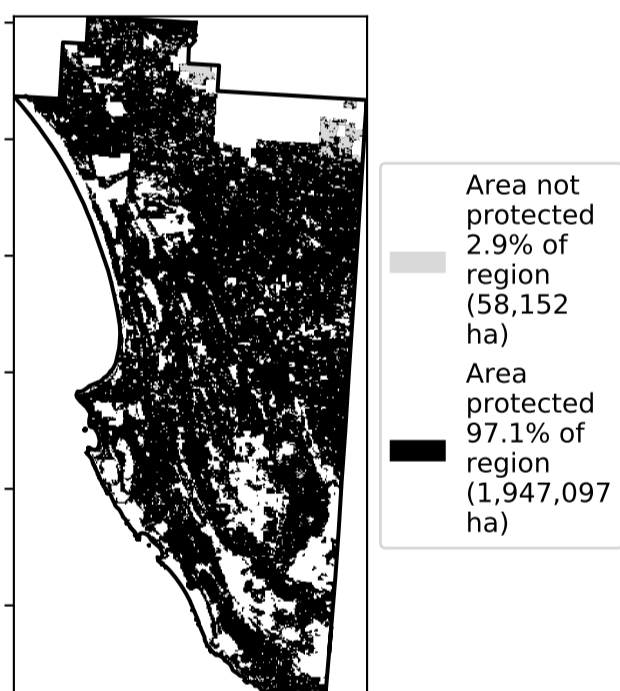 Area not
protected
2.9% of
region
(58,152
ha)
Area
protected
97.1% of
region
(1,947,097
ha)